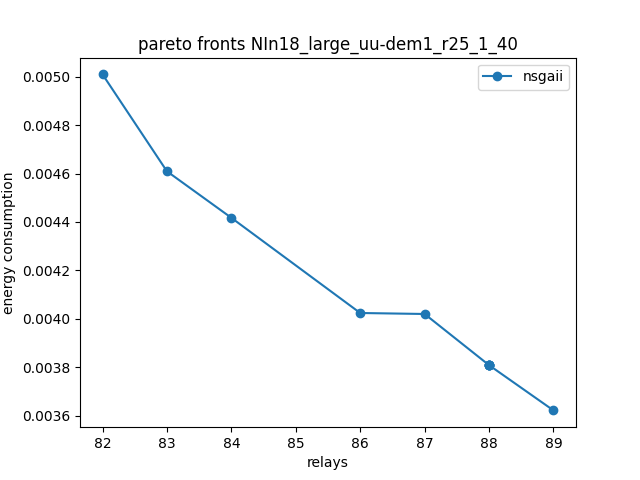 pareto fronts NIn18_large_uu-dem1_r25_1_40
nsgaii
energy consumption
0.0050
0.0048
0.0046
0.0044
0.0042
0.0040
0.0038
0.0036
82 83 84 85 86 87 88 89
relays